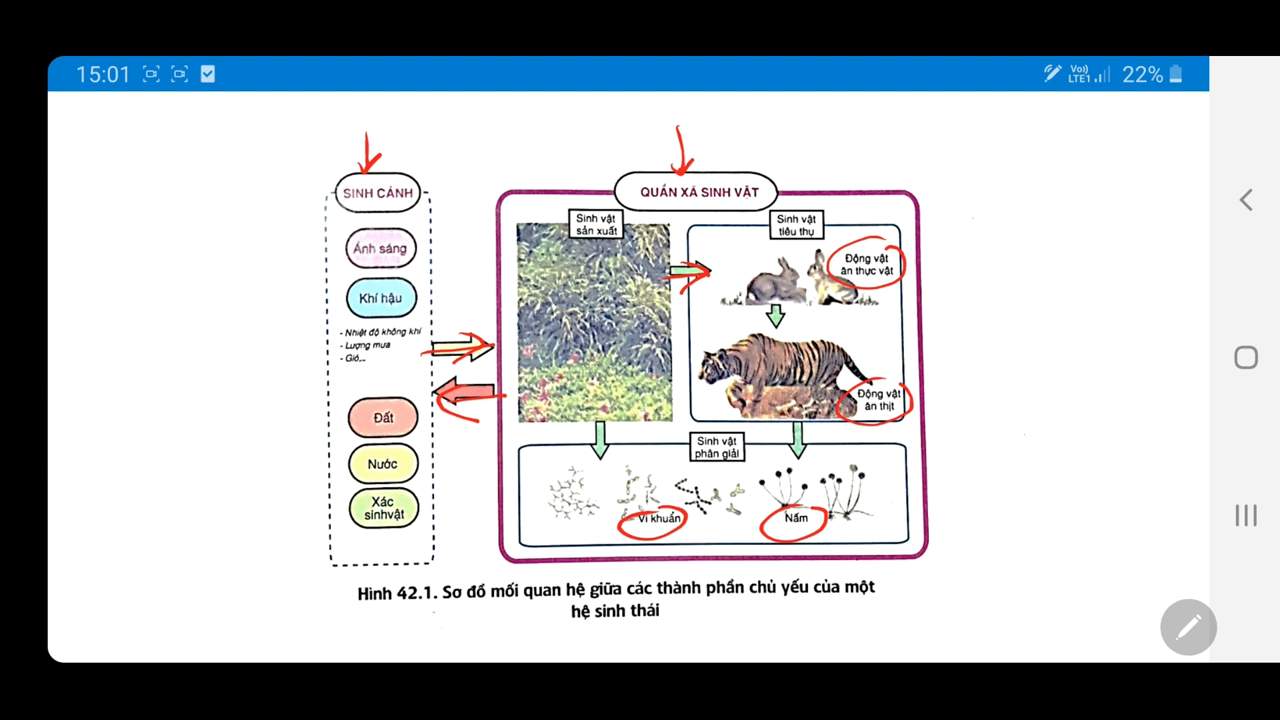 15:01
Vo))
LTE1
22%
SINH CẢNH
QUẦN XÃ SINH VẬT
Ánh sáng
Khí hậu
- Nhiệt độ không khí
- Lượng mưa
- Gió,...
Đất
Nước
Xác
sinhvật
Sinh vật
sản xuất
Sinh vật
tiêu thụ
Động vật
ăn thực vật
Động vật
ăn thịt
Sinh vật
phân giải
Vi khuẩn
Nấm
Hình 42.1. Sơ đồ mối quan hệ giữa các thành phần chủ yếu của một
hệ sinh thái